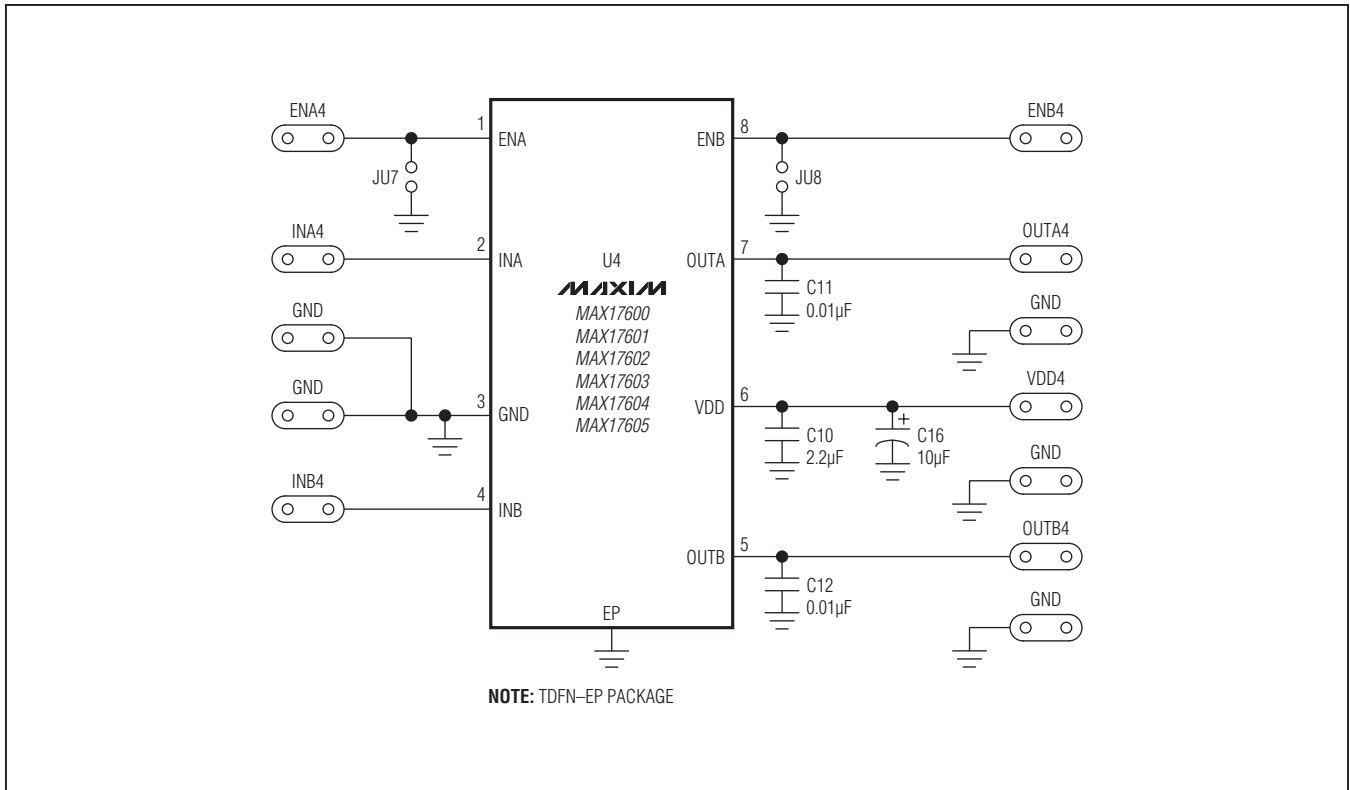 ENA4
1
ENA
JU7
INA4
2
INA
GND
GND
3
GND
INB4
4
INB
U4
MAXIM
MAX17600
MAX17601
MAX17602
MAX17603
MAX17604
MAX17605
EP
ENB
8
ENB4
JU8
OUTA
7
OUTA4
C11
0.01µF
GND
VDD
6
VDD4
C10
2.2µF
+
C16
10µF
GND
OUTB
5
OUTB4
C12
0.01µF
GND
NOTE: TDFN–EP PACKAGE